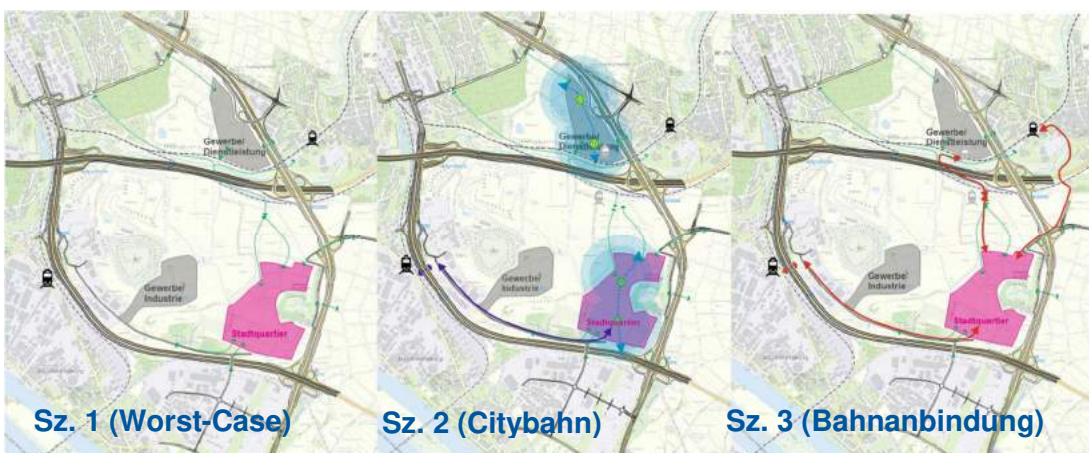 Gewerbe/
Dienstleistung
Gewerbe/
Industrie
Stadtquartier
Sz. 1 (Worst-Case)
Gewerbe/
Gewerbe/
Industrie
Stadtquartier
Sz. 2 (Citybahn)
Gewerbe/
Dienstleistung
Gewerbe/
Industrie
Stadtquartier
Sz. 3 (Bahnanbindung)